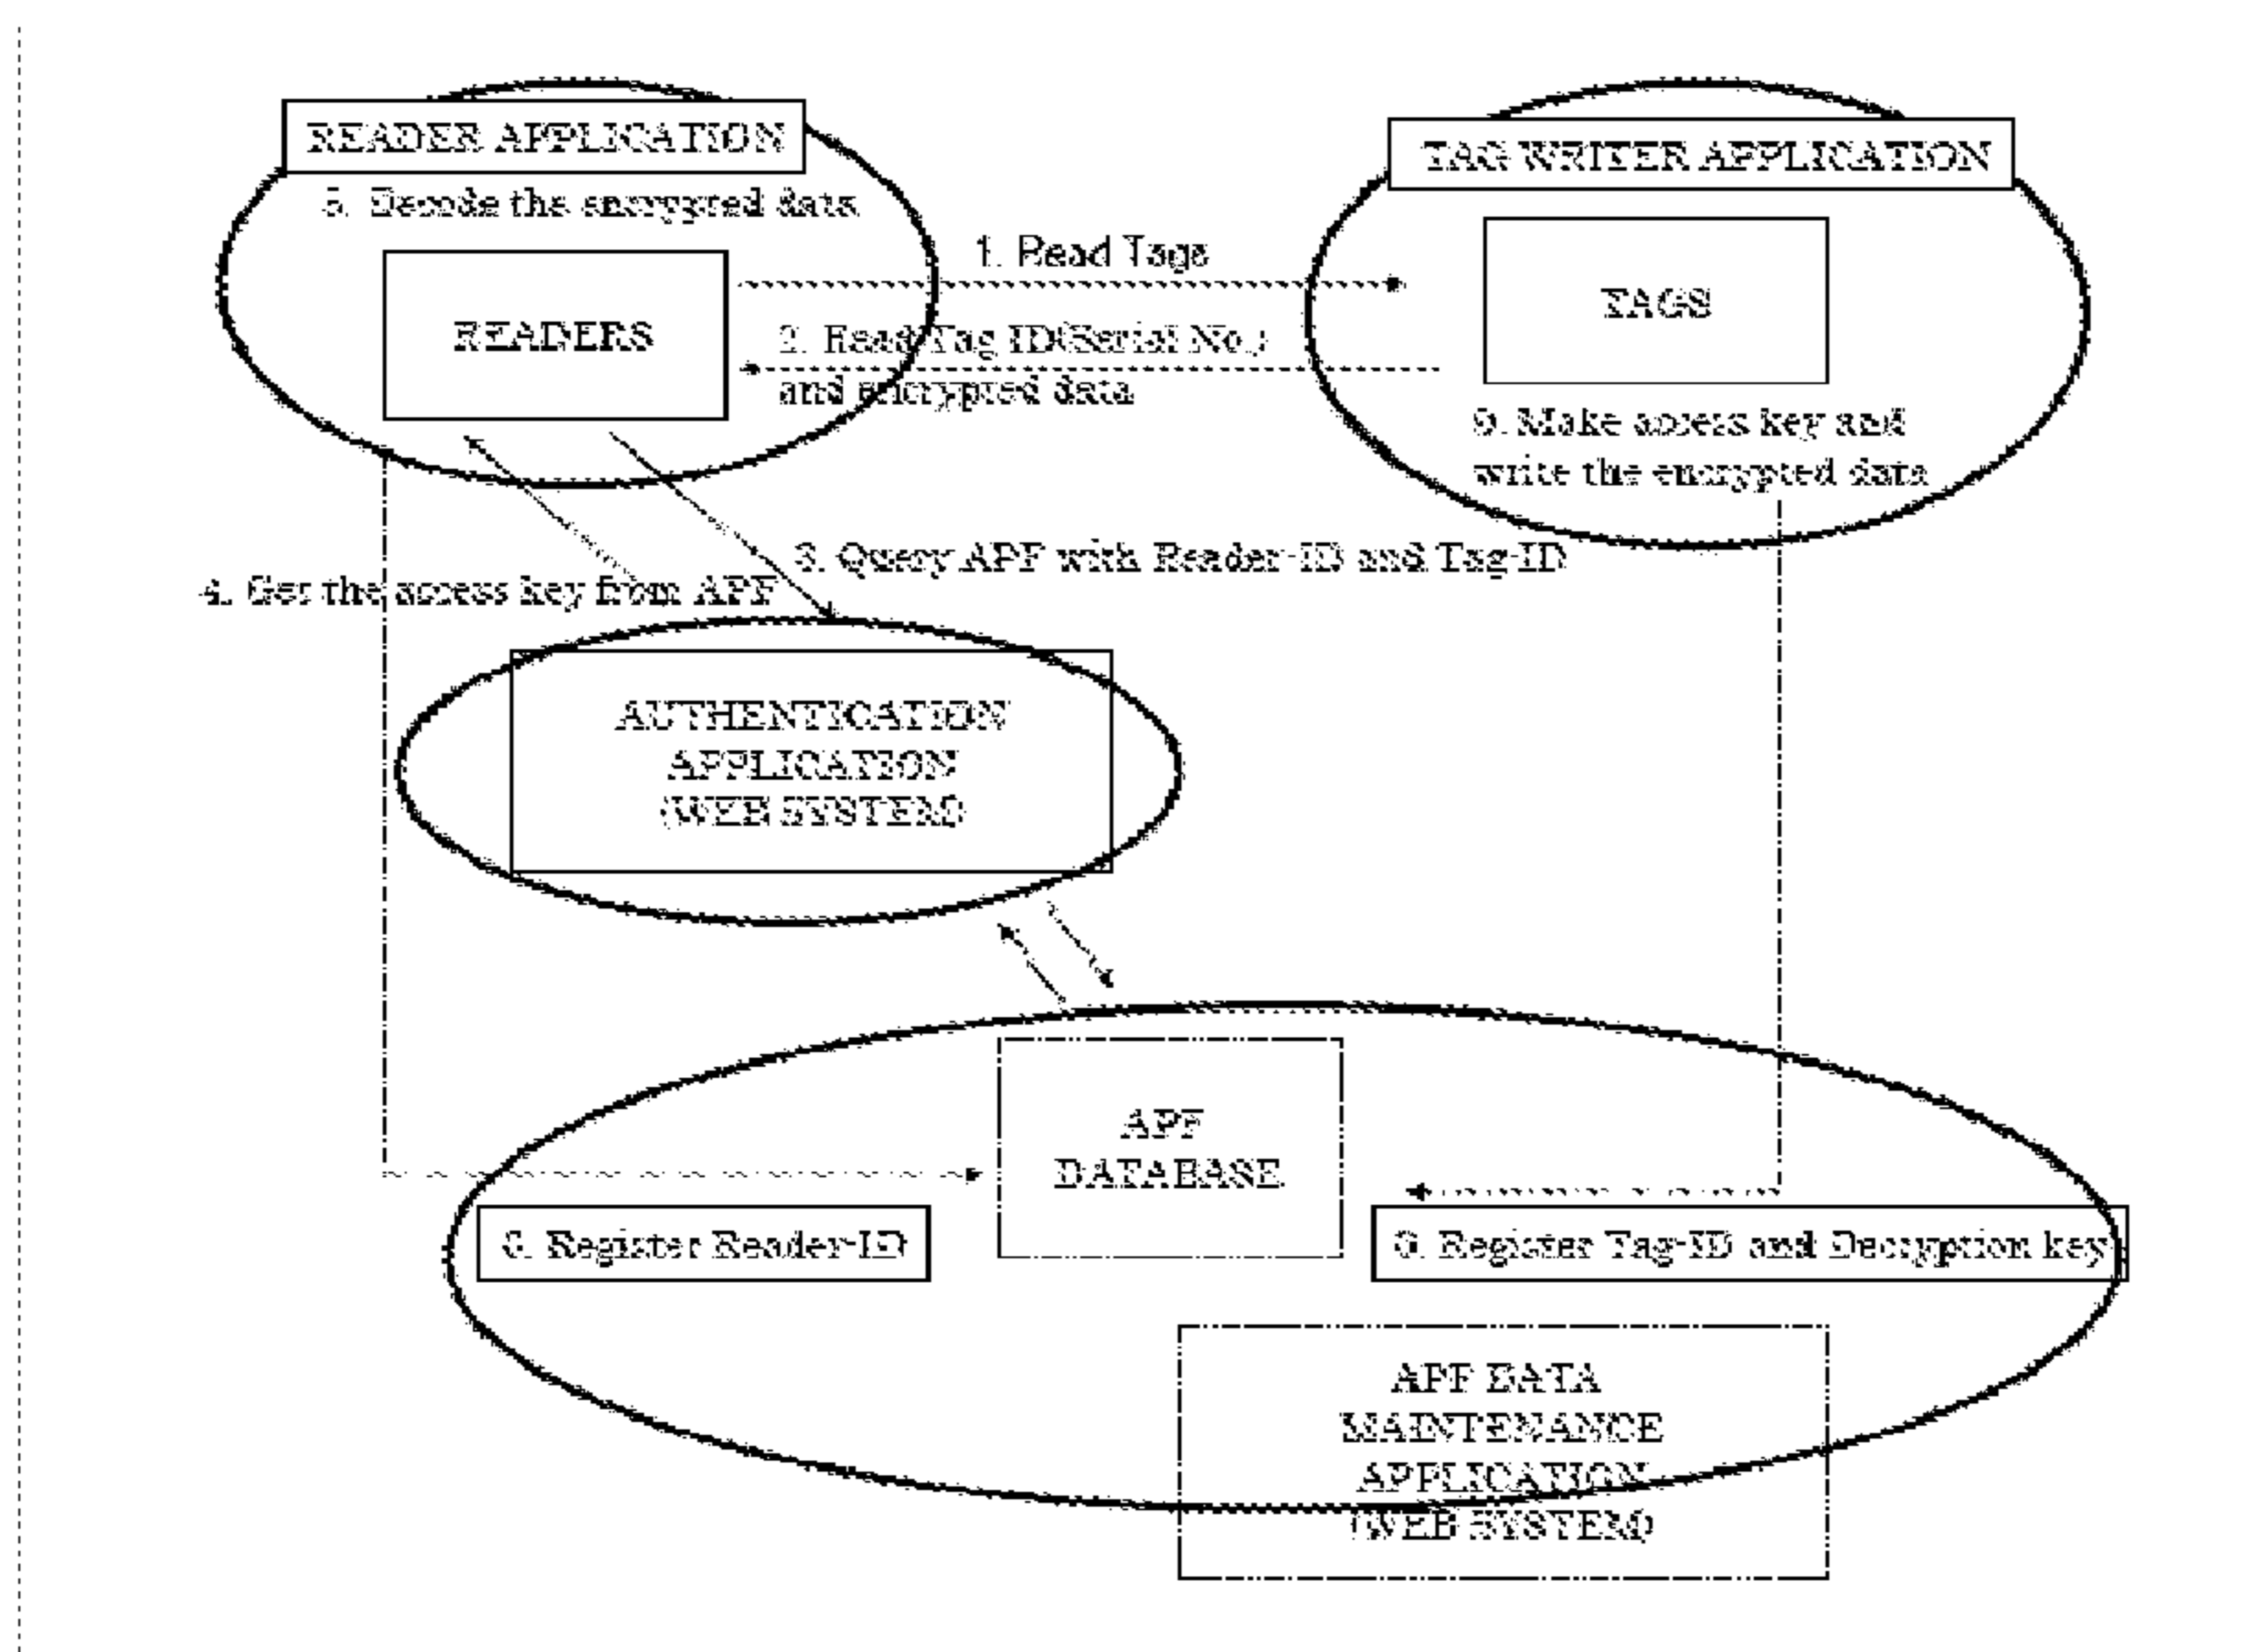 READER APPLICATION
5. Decode the encrypted data
READERS
1. Read Tags
2. Read Tag ID(Serial No.)
and encrypted data
TAG WRITER APPLICATION
TAGS
0. Make access key and
write the encrypted data
3. Query APF with Reader-ID and Tag-ID
4. Get the access key from APF
AUTHENTICATION
APPLICATION
(WEB SYSTEM)
APF
DATABASE
0. Register Reader-ID
0. Register Tag-ID and Decryption key
APF DATA
MAINTENANCE
APPLICATION
(WEB SYSTEM)